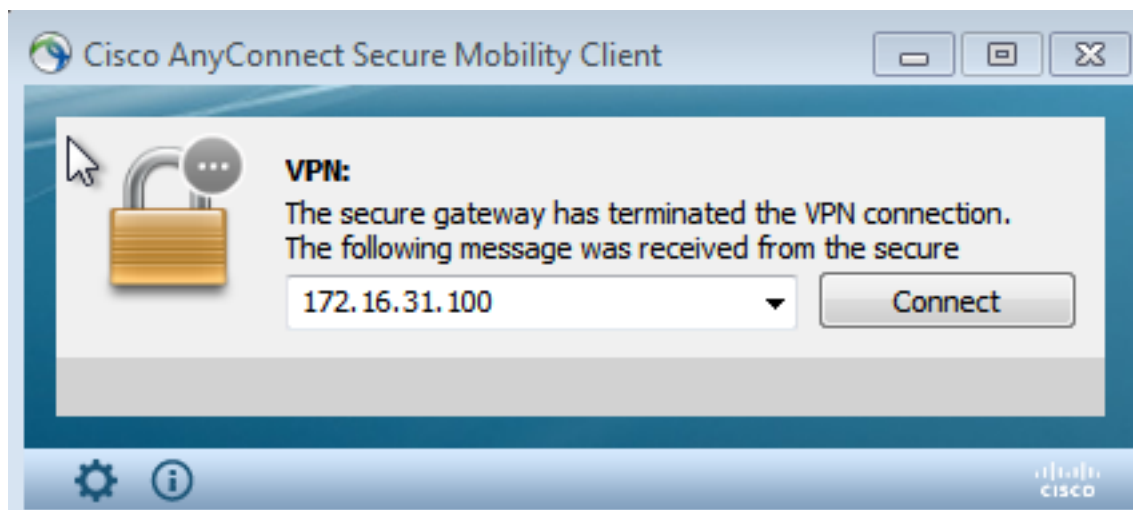 Cisco AnyConnect Secure Mobility Client
VPN:
The secure gateway has terminated the VPN connection.
The following message was received from the secure
172.16.31.100
Connect
CISCO